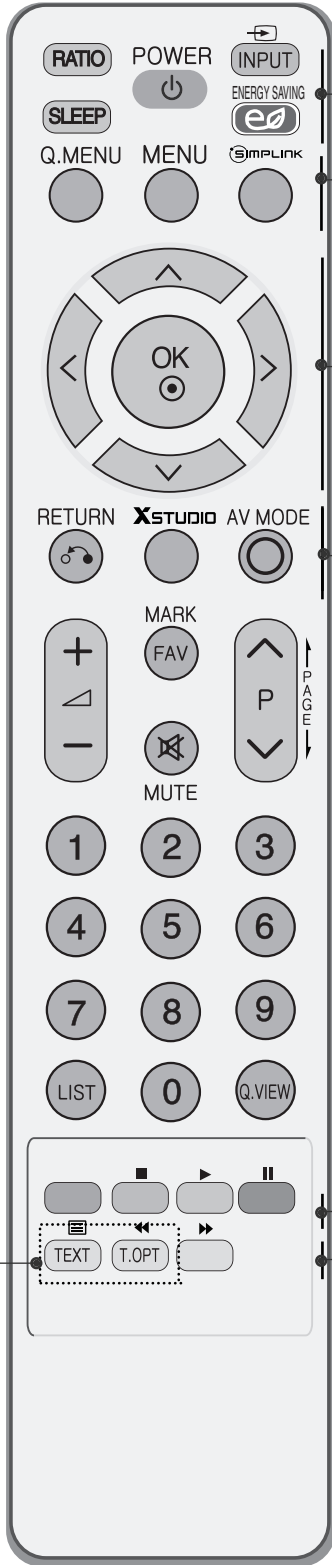 RATIO POWER INPUT
SLEEP ENERGY SAVING
Q.MENU MENU SIMPLINK
OK
RETURN XSTUDIO AV MODE
MARK
FAV
P
PAGE
MUTE
1 2 3
4 5 6
7 8 9
LIST 0 Q.VIEW
TEXT T.OPT